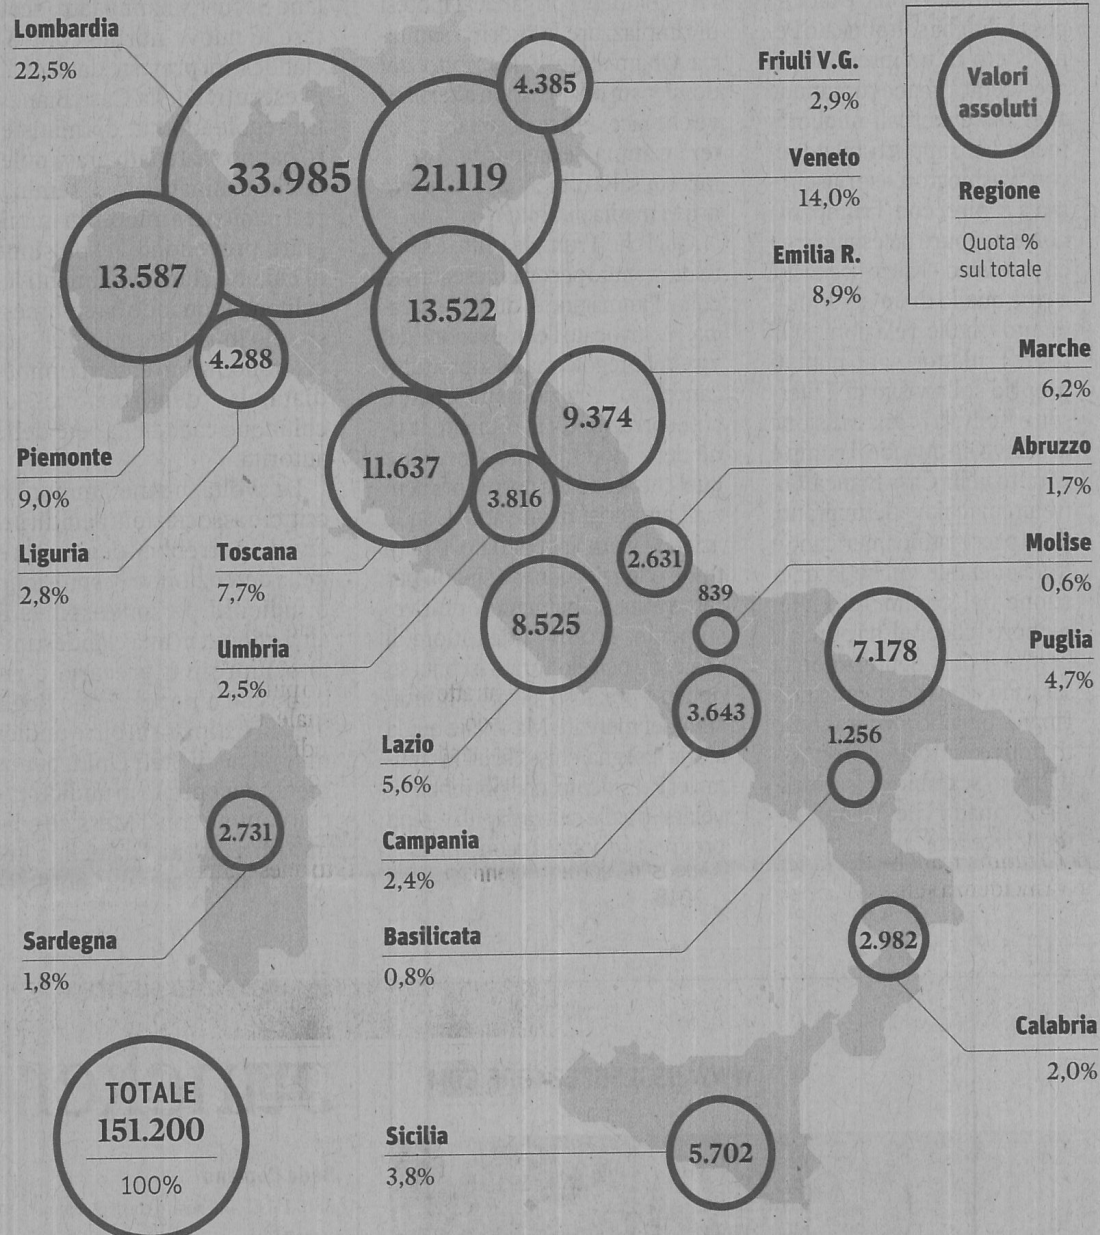 Lombardia
22,5%
33.985
21.119
4.385
Friuli V.G.
2,9%
Veneto
14,0%
Emilia R.
8,9%
Valori
assoluti
Regione
Quota %
sul totale
13.587
13.522
4.288
Marche
6,2%
9.374
Piemonte
9,0%
11.637
3.816
Abruzzo
1,7%
Liguria
2,8%
Toscana
7,7%
2.631
Molise
0,6%
839
Umbria
2,5%
8.525
7.178
Puglia
4,7%
3.643
1.256
Lazio
5,6%
2.731
Campania
2,4%
Sardegna
1,8%
Basilicata
0,8%
2.982
Calabria
2,0%
TOTALE
151.200
100%
Sicilia
3,8%
5.702